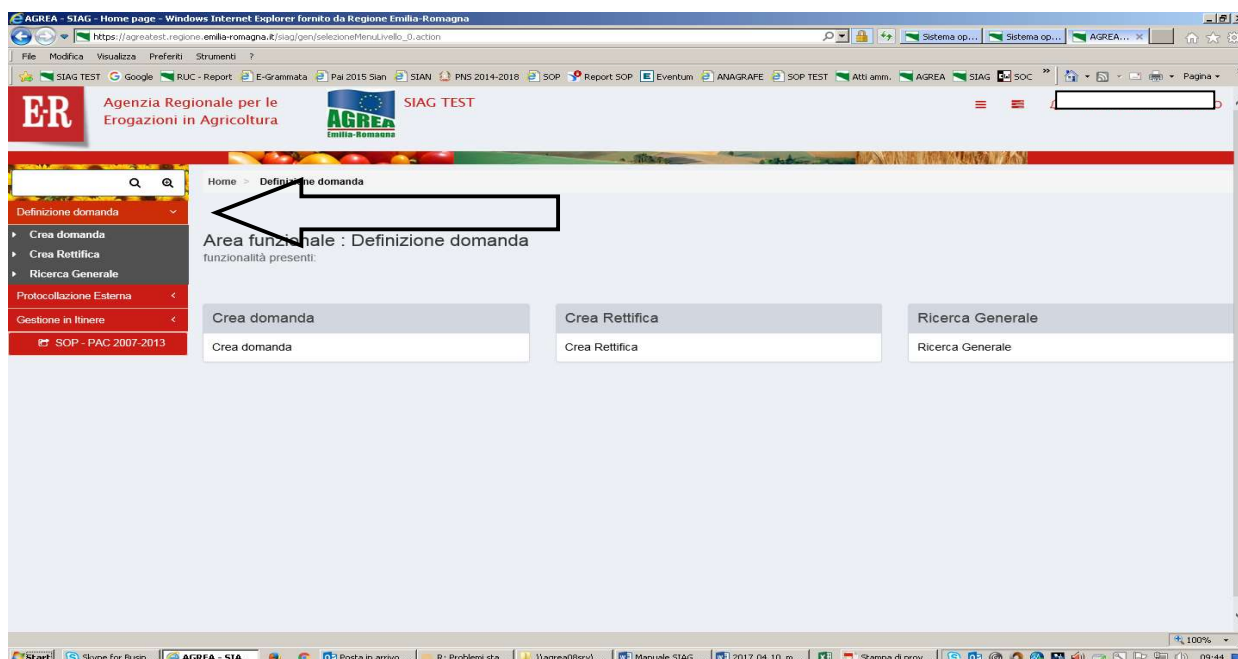 AGREA - SIAG - Home page - Windows Internet Explorer fornito da Regione Emilia-Romagna
https://agreatest.regione.emilia-romagna.it/siag/gen/selezioneMenuLivello_0.action
Sistema op...
Sistema op...
AGREA...
File Modifica Visualizza Preferiti Strumenti ?
SIAG TEST Google RUC - Report E-Grammata Pai 2015 Sian SIAN PNS 2014-2018 SOP Report SOP Eventum ANAGRAFE SOP TEST Atti amm. AGREA SIAG SOC » Pagina
E·R
Agenzia Regionale per le
Erogazioni in Agricoltura
AGREA
Emilia-Romagna
SIAG TEST
Home > Definizione domanda
Definizione domanda
Crea domanda
Crea Rettifica
Ricerca Generale
Protocollazione Esterna
Gestione in Itinere
SOP - PAC 2007-2013
Area funzionale : Definizione domanda
funzionalità presenti:
Crea domanda
Crea domanda
Crea Rettifica
Crea Rettifica
Ricerca Generale
Ricerca Generale
100%
Start Skype for Busin... AGREA - SIA... Posta in arrivo... R: Problemi sta... \\agrea08srv\... Manuale SIAG... 2017 04 10_m... Stampa di prov... 09:44